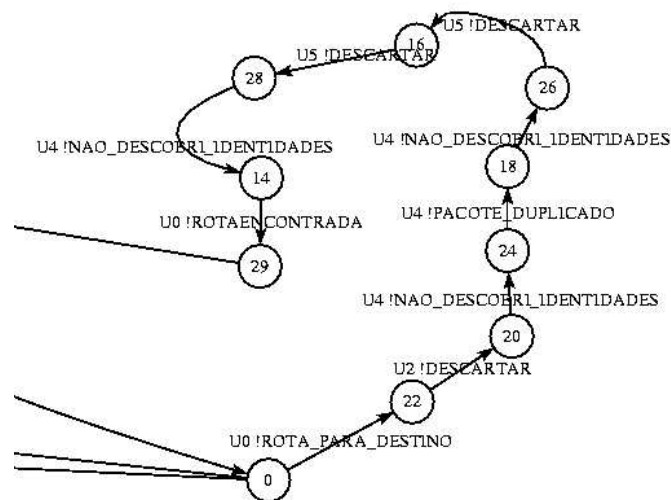 U5 !DESCARTAR
16
U5 !DESCARTAR
28
26
U4 !NAO_DESCOBRI_IDENTIDADES
U4 !NAO_DESCOBRI_IDENTIDADES
18
14
U0 !ROTAENCONTRADA
U4 !PACOTE_DUPLICADO
24
29
U4 !NAO_DESCOBRI_IDENTIDADES
20
U2 !DESCARTAR
22
U0 !ROTA_PARA_DESTINO
0